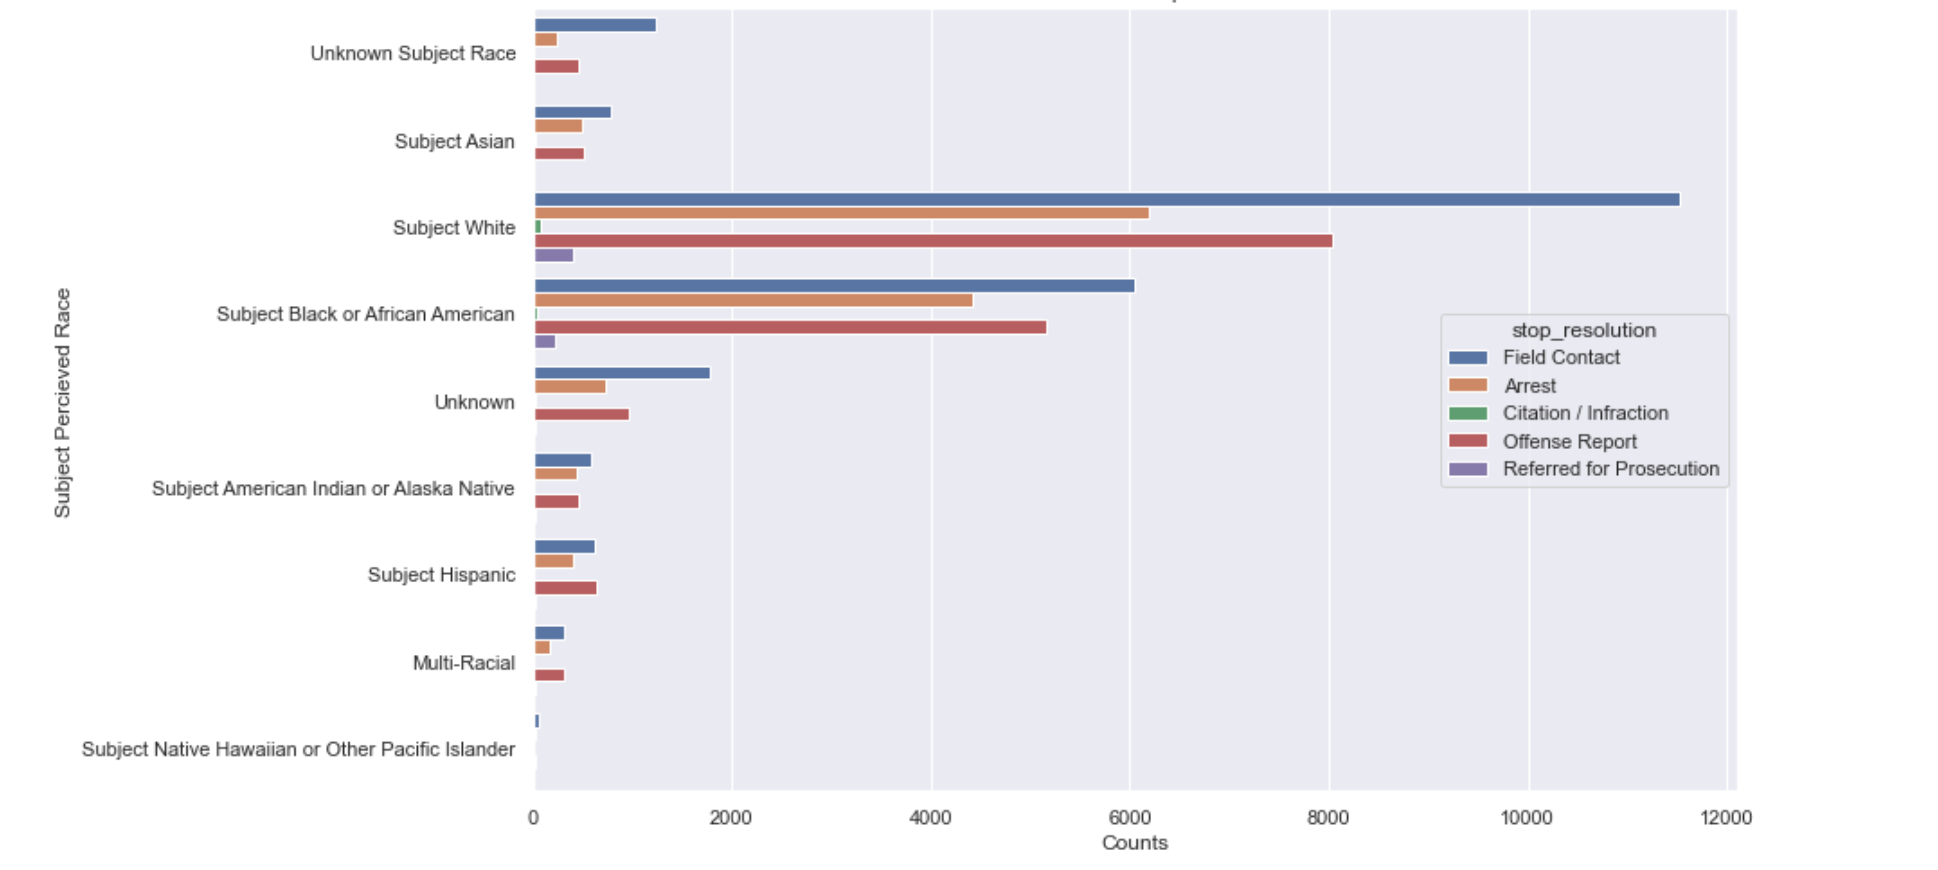 Unknown Subject Race
Subject Asian
Subject White
Subject Black or African American
Unknown
Subject American Indian or Alaska Native
Subject Hispanic
Multi-Racial
Subject Native Hawaiian or Other Pacific Islander
Subject Percieved Race
stop_resolution
Field Contact
Arrest
Citation / Infraction
Offense Report
Referred for Prosecution
0 2000 4000 6000 8000 10000 12000
Counts